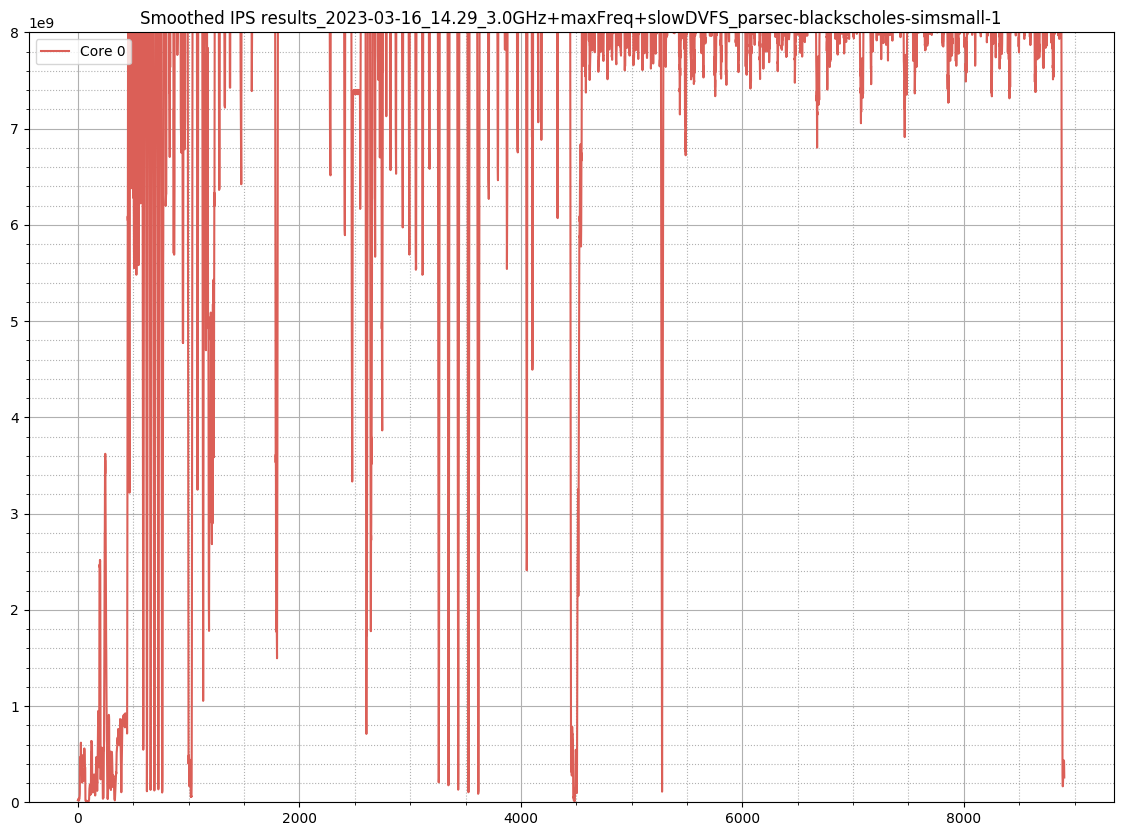 Smoothed IPS results_2023-03-16_14.29_3.0GHz+maxFreq+slowDVFS_parsec-blackscholes-simsmall-1
1e9
Core 0
8
7
6
5
4
3
2
1
0
0 2000 4000 6000 8000